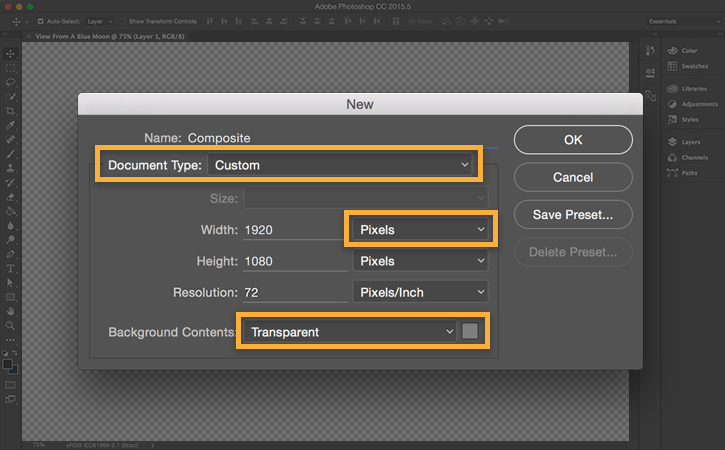 Adobe Photoshop CC 2015.5
Auto-Select: Layer Show Transform Controls 3D Mode: Essentials
× View From A Blue Moon @ 75% (Layer 1, RGB/8)
New
Name: Composite
Document Type: Custom
Size:
Width: 1920 Pixels
Height: 1080 Pixels
Resolution: 72 Pixels/Inch
Background Contents: Transparent
OK
Cancel
Save Preset...
Delete Preset...
Color
Swatches
Libraries
Adjustments
Styles
Layers
Channels
Paths
75% sRGB IEC61966-2.1 (8bpc)